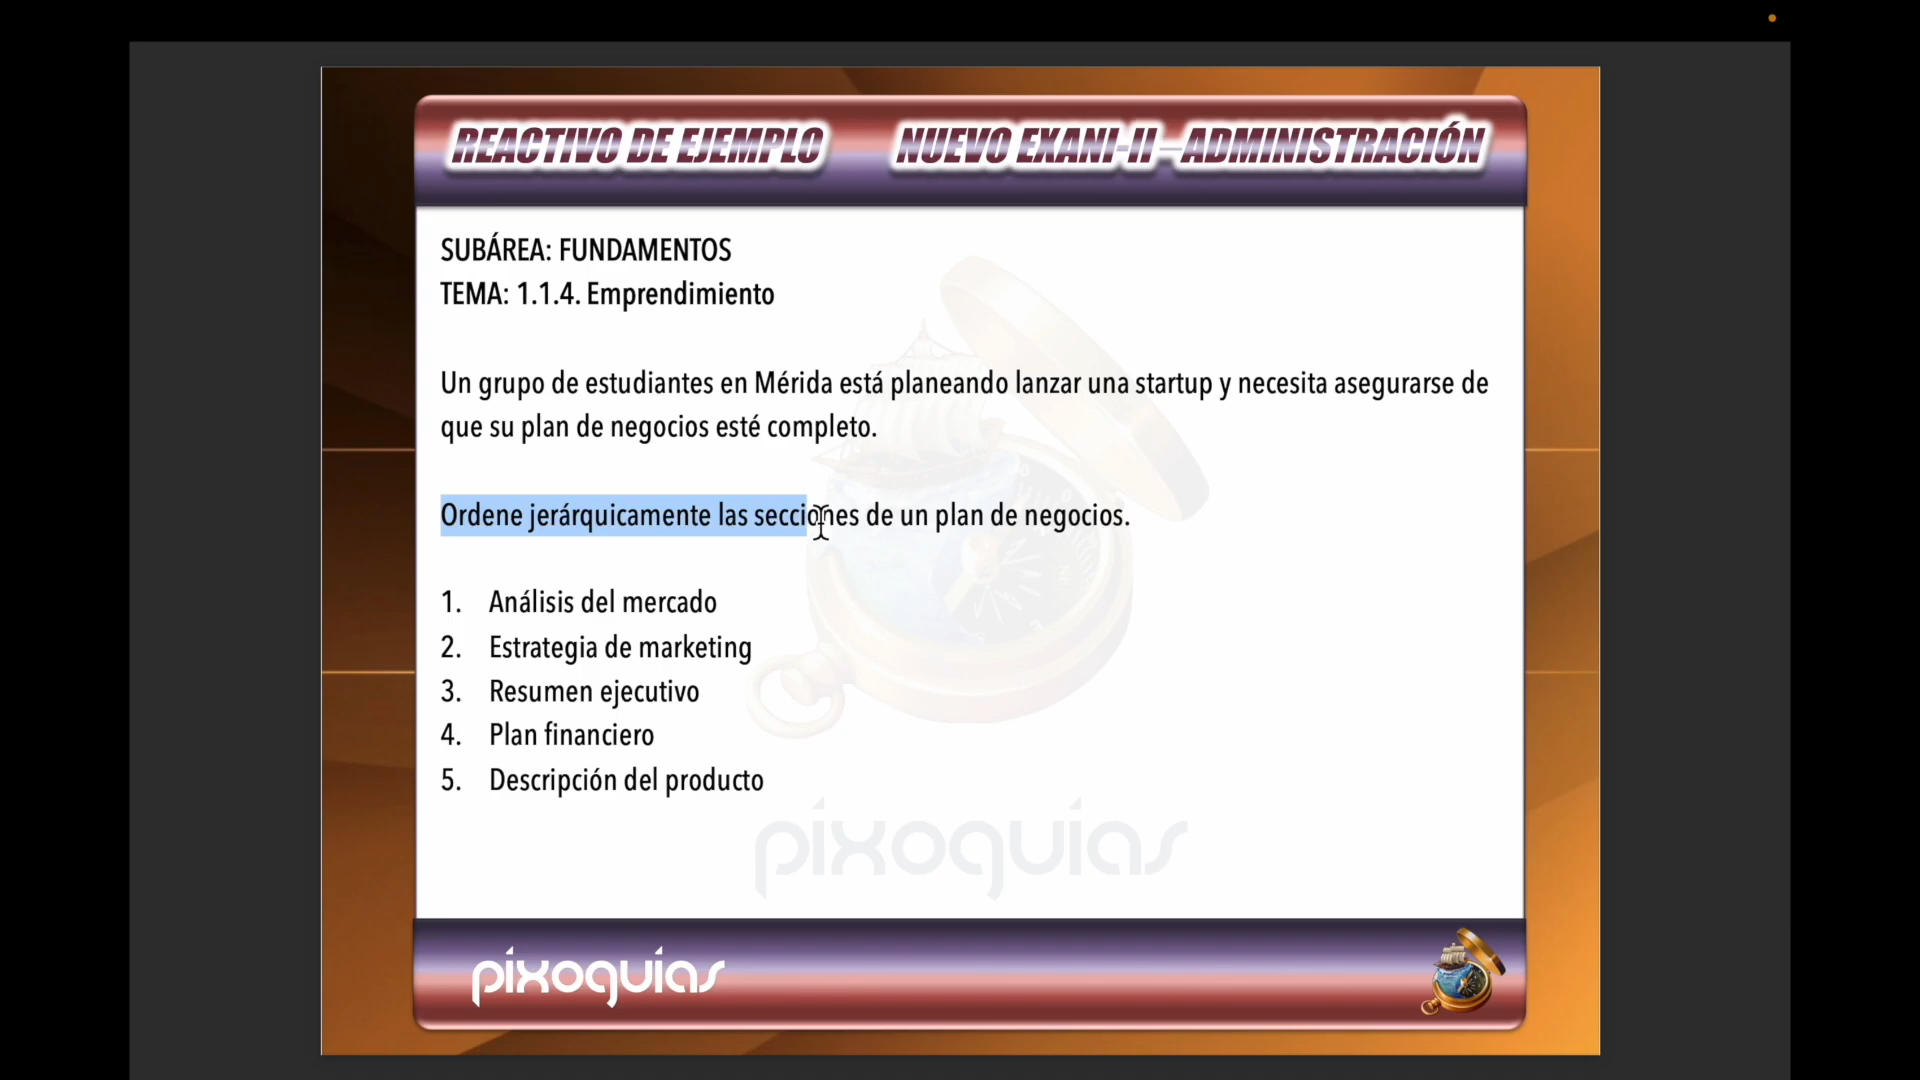 REACTIVO DE EJEMPLO NUEVO EXANI-II – ADMINISTRACIÓN
SUBÁREA: FUNDAMENTOS
TEMA: 1.1.4. Emprendimiento
Un grupo de estudiantes en Mérida está planeando lanzar una startup y necesita asegurarse de
que su plan de negocios esté completo.
Ordene jerárquicamente las secciones de un plan de negocios.
1. Análisis del mercado
2. Estrategia de marketing
3. Resumen ejecutivo
4. Plan financiero
5. Descripción del producto
pixoguías
pixoguías